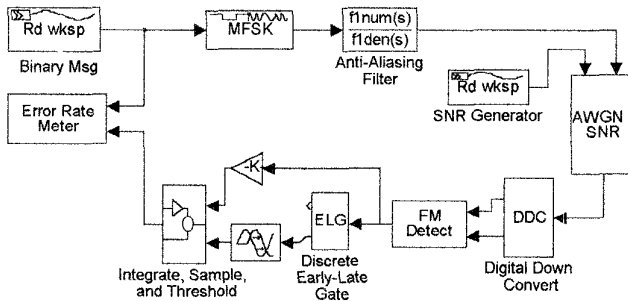 Rd wksp
Binary Msg
MFSK
f1num(s)
f1den(s)
Anti-Aliasing
Filter
Rd wksp
SNR Generator
AWGN
SNR
Error Rate
Meter
-K
Integrate, Sample,
and Threshold
ELG
Discrete
Early-Late
Gate
FM
Detect
DDC
Digital Down
Convert